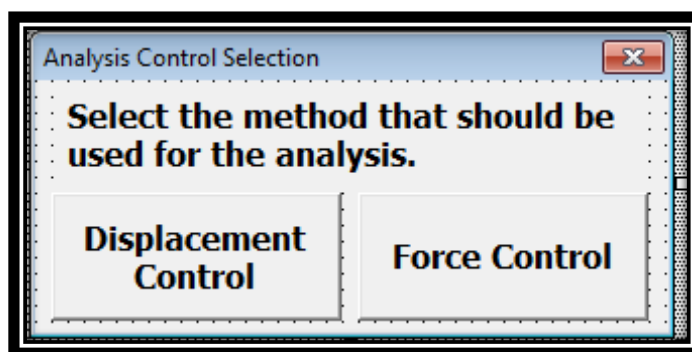 Analysis Control Selection
Select the method that should be
used for the analysis.
Displacement
Control
Force Control